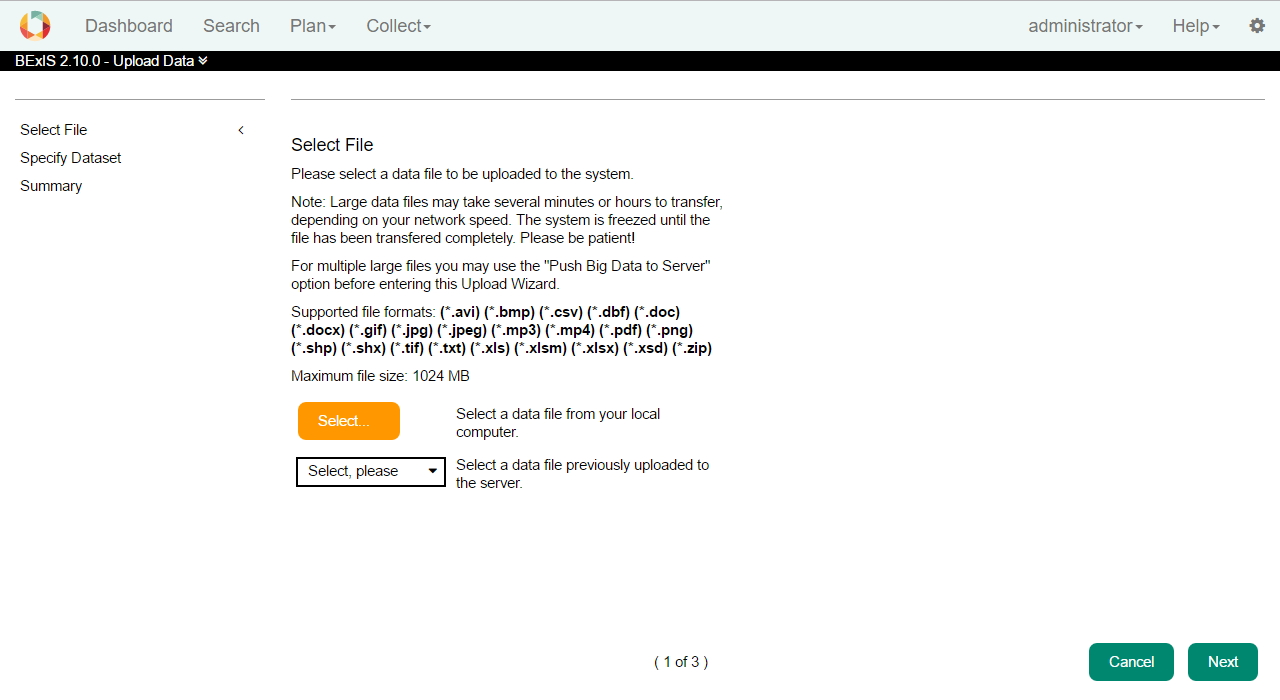 Dashboard Search Plan Collect administrator Help
BExIS 2.10.0 - Upload Data
Select File
Specify Dataset
Summary
Select File
Please select a data file to be uploaded to the system.
Note: Large data files may take several minutes or hours to transfer,
depending on your network speed. The system is freezed until the
file has been transfered completely. Please be patient!
For multiple large files you may use the "Push Big Data to Server"
option before entering this Upload Wizard.
Supported file formats: (*.avi) (*.bmp) (*.csv) (*.dbf) (*.doc)
(*.docx) (*.gif) (*.jpg) (*.jpeg) (*.mp3) (*.mp4) (*.pdf) (*.png)
(*.shp) (*.shx) (*.tif) (*.txt) (*.xls) (*.xlsm) (*.xlsx) (*.xsd) (*.zip)
Maximum file size: 1024 MB
Select...
Select a data file from your local
computer.
Select, please
Select a data file previously uploaded to
the server.
( 1 of 3 )
Cancel
Next